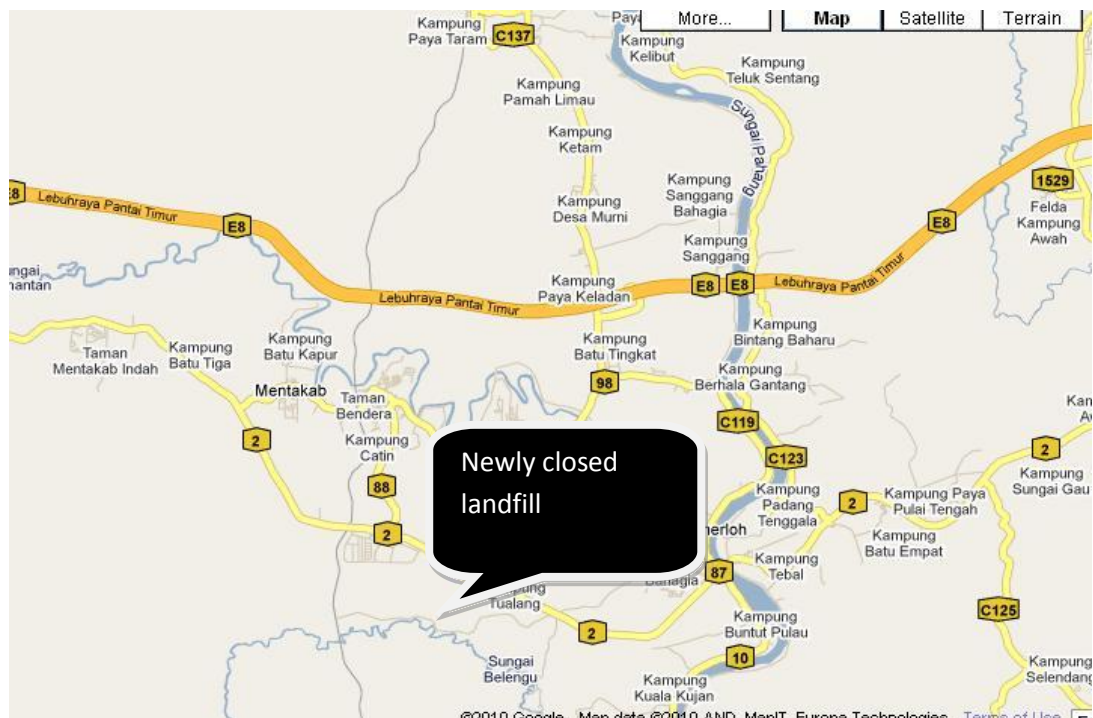 Kampung
Paya Taram
C137
More...
Map
Satellite
Terrain
Kampung
Kelibut
Kampung
Teluk Sentang
Kampung
Pamah Limau
Sungai Pahang
Kampung
Ketam
Kampung
Sanggang
Bahagia
1529
Felda
Kampung
Awah
Lebuhraya Pantai Timur
E8
Kampung
Desa Murni
E8
Kampung
Sanggang
Kampung
Paya Keladan
E8
E8
Lebuhraya Pantai Timur
Lebuhraya Pantai Timur
Kampung
Bintang Baharu
Taman
Mentakab Indah
Kampung
Batu Tiga
Kampung
Batu Kapur
Kampung
Batu Tingkat
Kampung
Berhala Gantang
98
Mentakab
Taman
Bendera
C119
2
Kampung
Catin
Newly closed
landfill
C123
2
Kampung
Sungai Gau
88
Kampung
Padang
Tenggala
2
Kampung Paya
Pulai Tengah
Kampung
Batu Empat
2
87
Kampung
Tebal
Tualang
2
Kampung
Buntut Pulau
C125
Sungai
Belengu
10
Kampung
Kuala Kujan
Kampung
Selendang
©2010 Google - Map data ©2010 AND, MapIT, Europa Technologies - Terms of Use